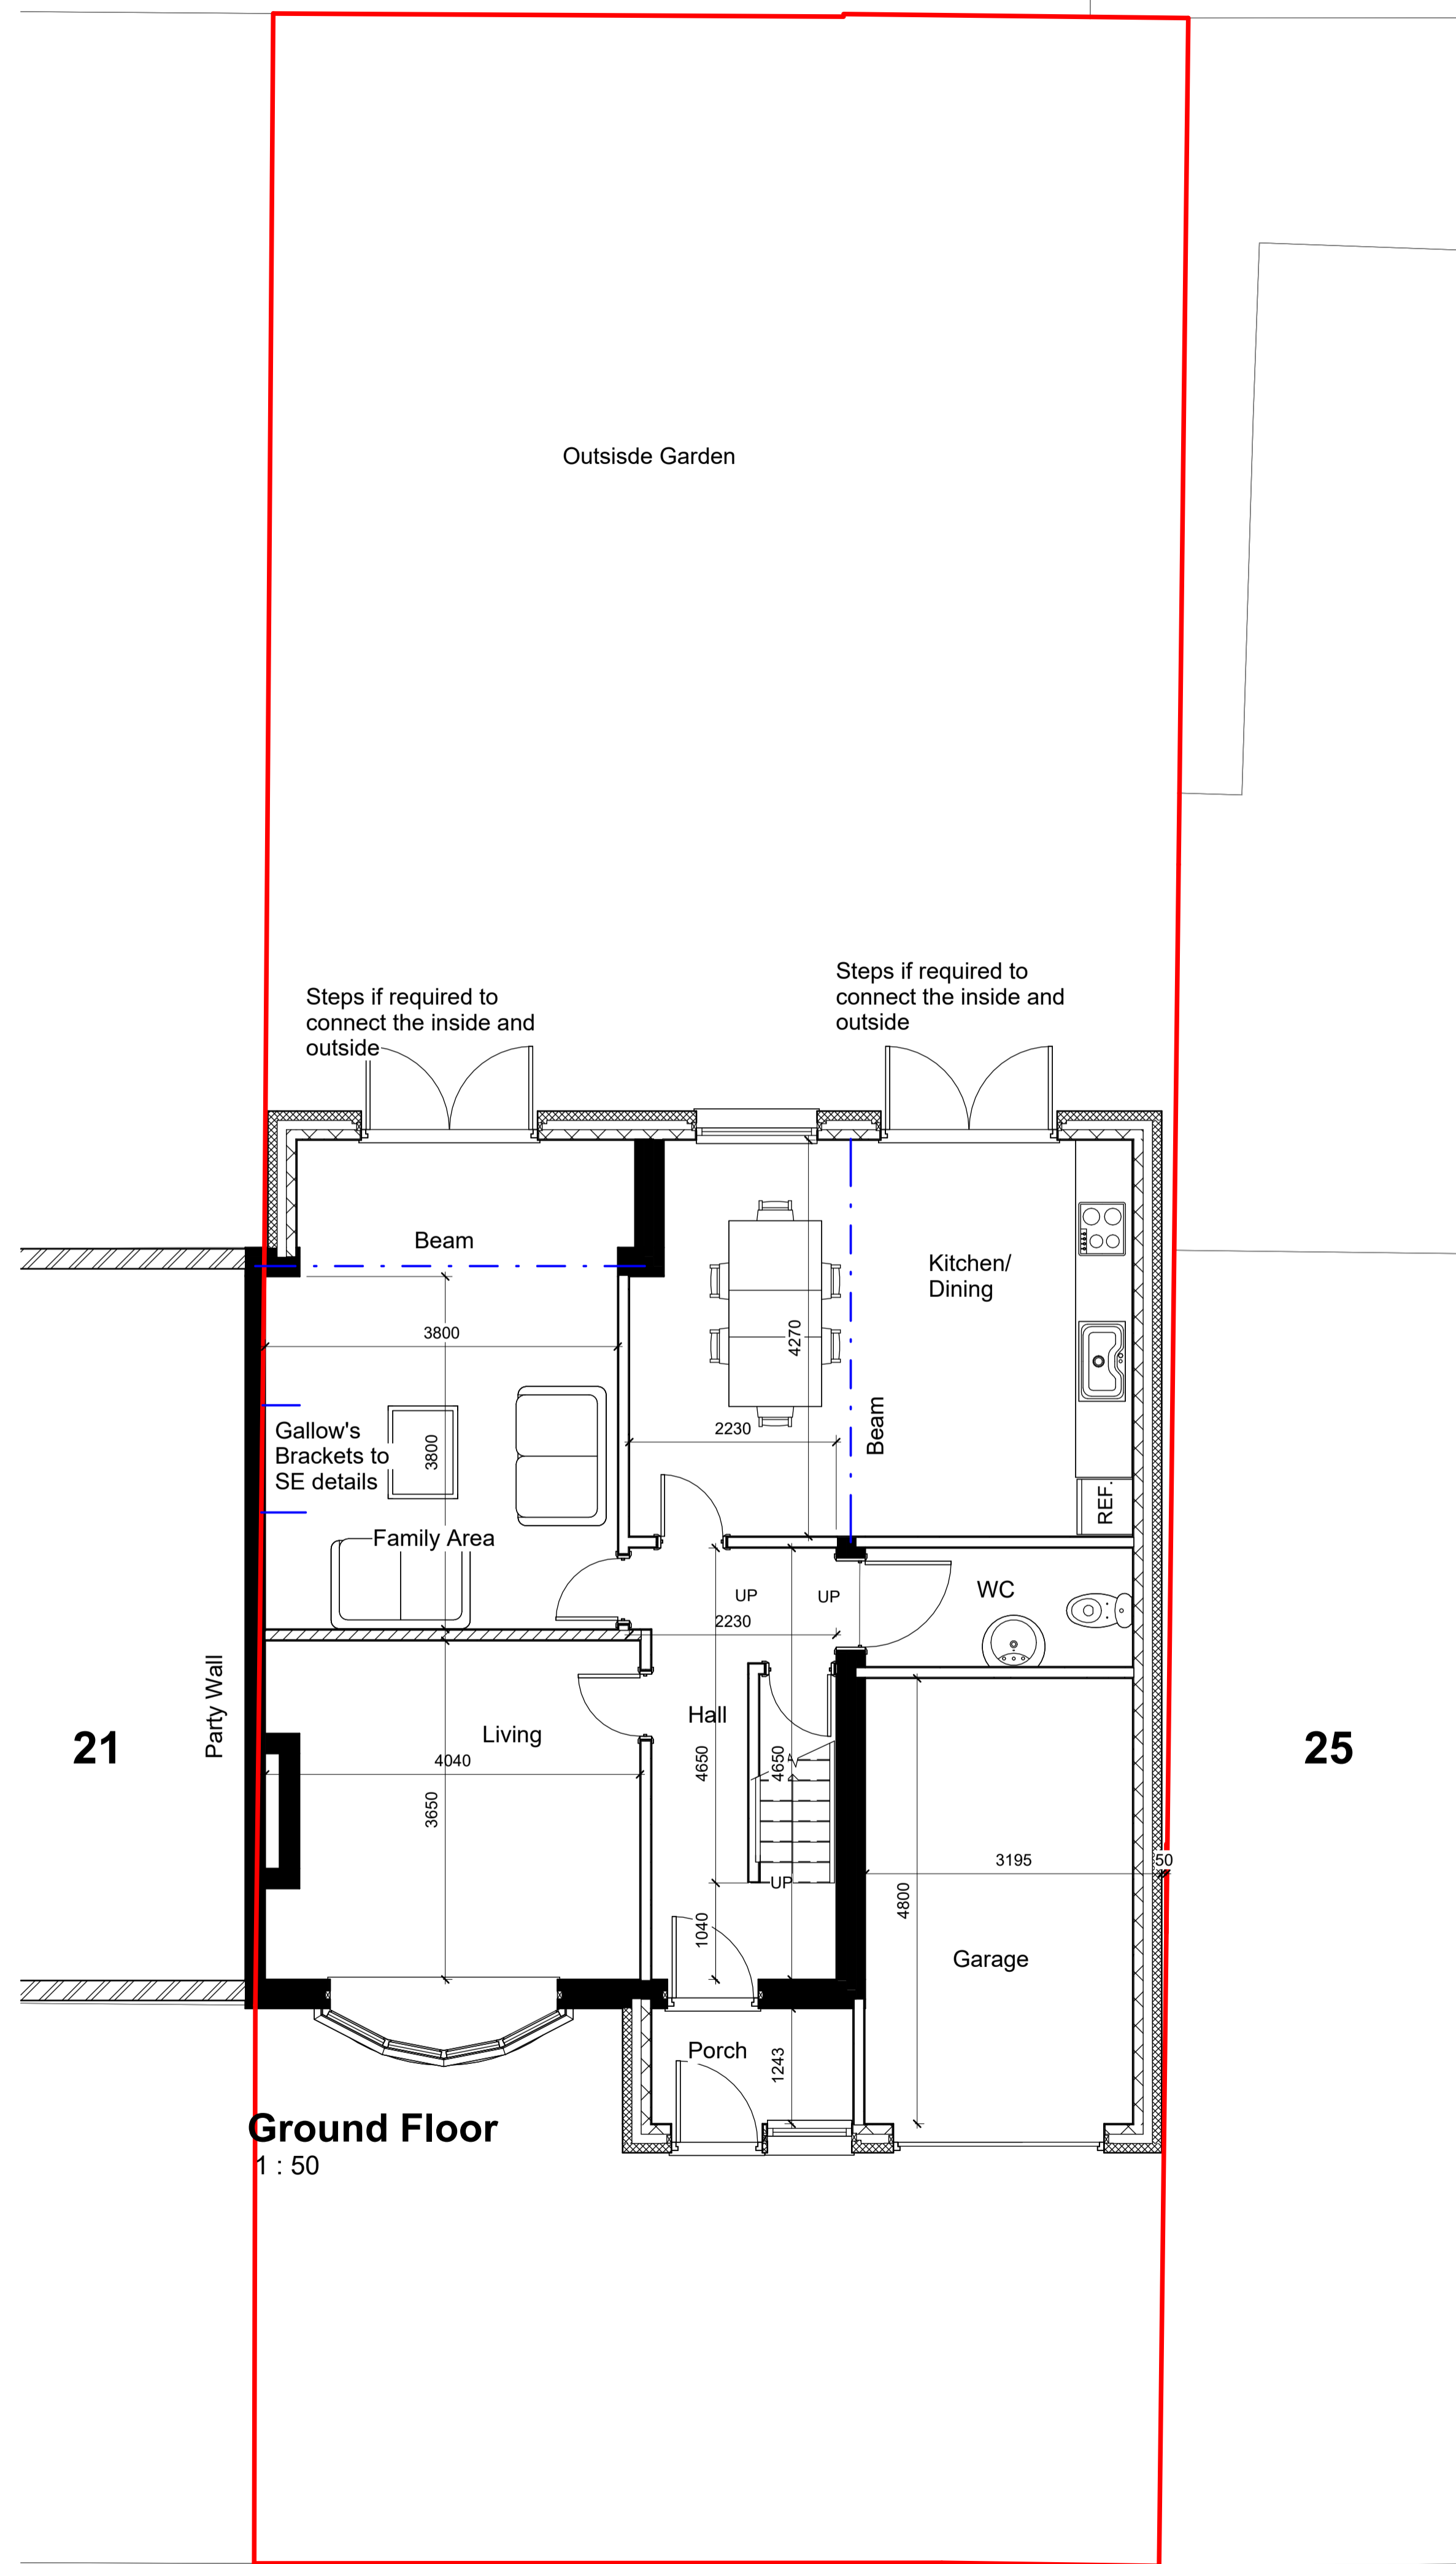 Outsisde Garden
Steps if required to
connect the inside and
outside
Steps if required to
connect the inside and
outside
Beam
Kitchen/
Dining
3800
4270
Beam
2230
Gallow's
Brackets to
SE details
3800
REF.
Family Area
WC
UP
UP
2230
Party Wall
Hall
Living
21
25
4040
4650
4650
3650
3195
50
UP
4800
1040
Garage
Porch
1243
Ground Floor
1 : 50